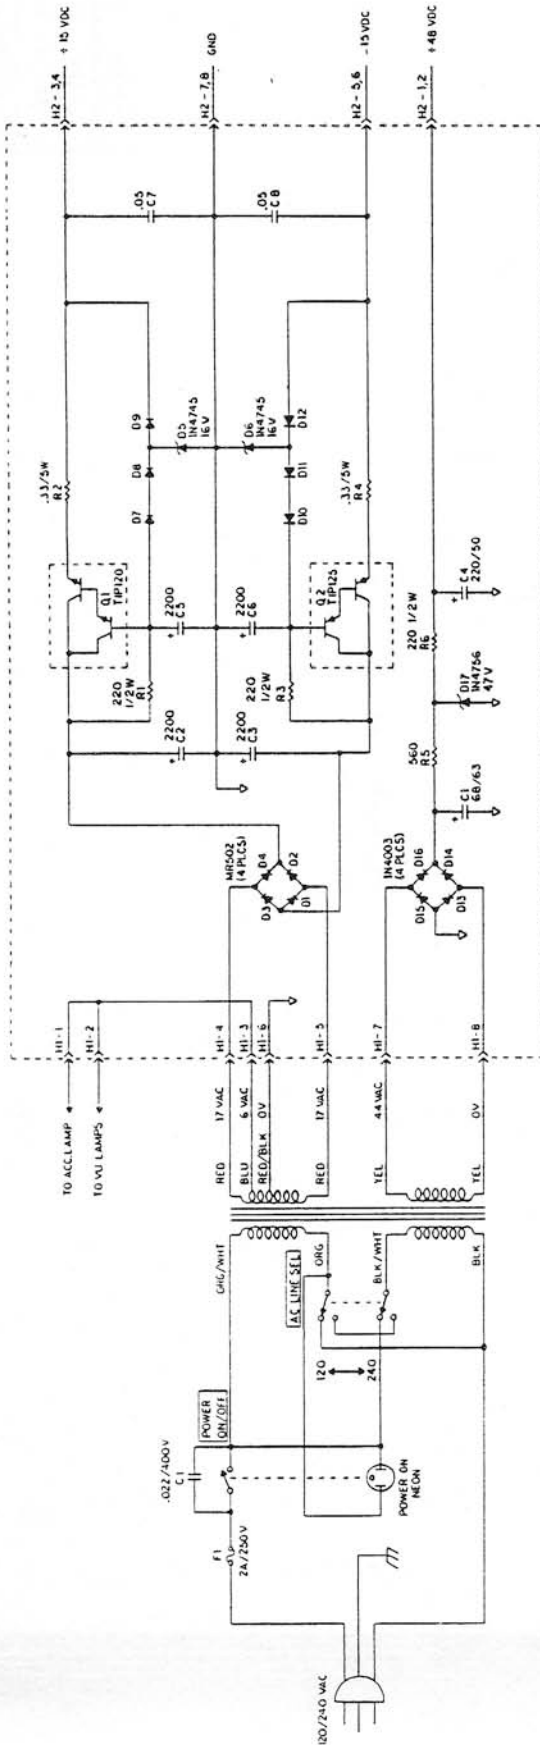 120/240 VAC
F1
2A/250V
.022/400V
C1
POWER
ON/OFF
POWER ON
NEON
120
240
AC LINE SEL
ORG/WHT
ORG
BLK/WHT
BLK
RED
BLU
RED/BLK
RED
YEL
YEL
17 VAC
6 VAC
0V
17 VAC
44 VAC
0V
TO ACC. LAMP
TO VU LAMPS
H1-1
H1-2
H1-4
H1-3
H1-6
H1-5
H1-7
H1-8
MR502
(4 PLCS)
D3
D4
D1
D2
1N4003
(4 PLCS)
D15
D16
D13
D14
2200
C2
2200
C3
220
1/2W
R1
220
1/2W
R3
2200
C5
2200
C6
Q1
TIP120
Q2
TIP125
D7
D8
D9
D5
1N4745
16V
D6
1N4745
16V
D10
D11
D12
.33/5W
R2
.33/5W
R4
.05
C7
.05
C8
C1
68/63
560
R5
D17
1N4756
47V
220 1/2W
R6
C4
220/50
H2-3,4
+15 VDC
H2-7,8
GND
H2-5,6
-15 VDC
H2-1,2
+48 VDC